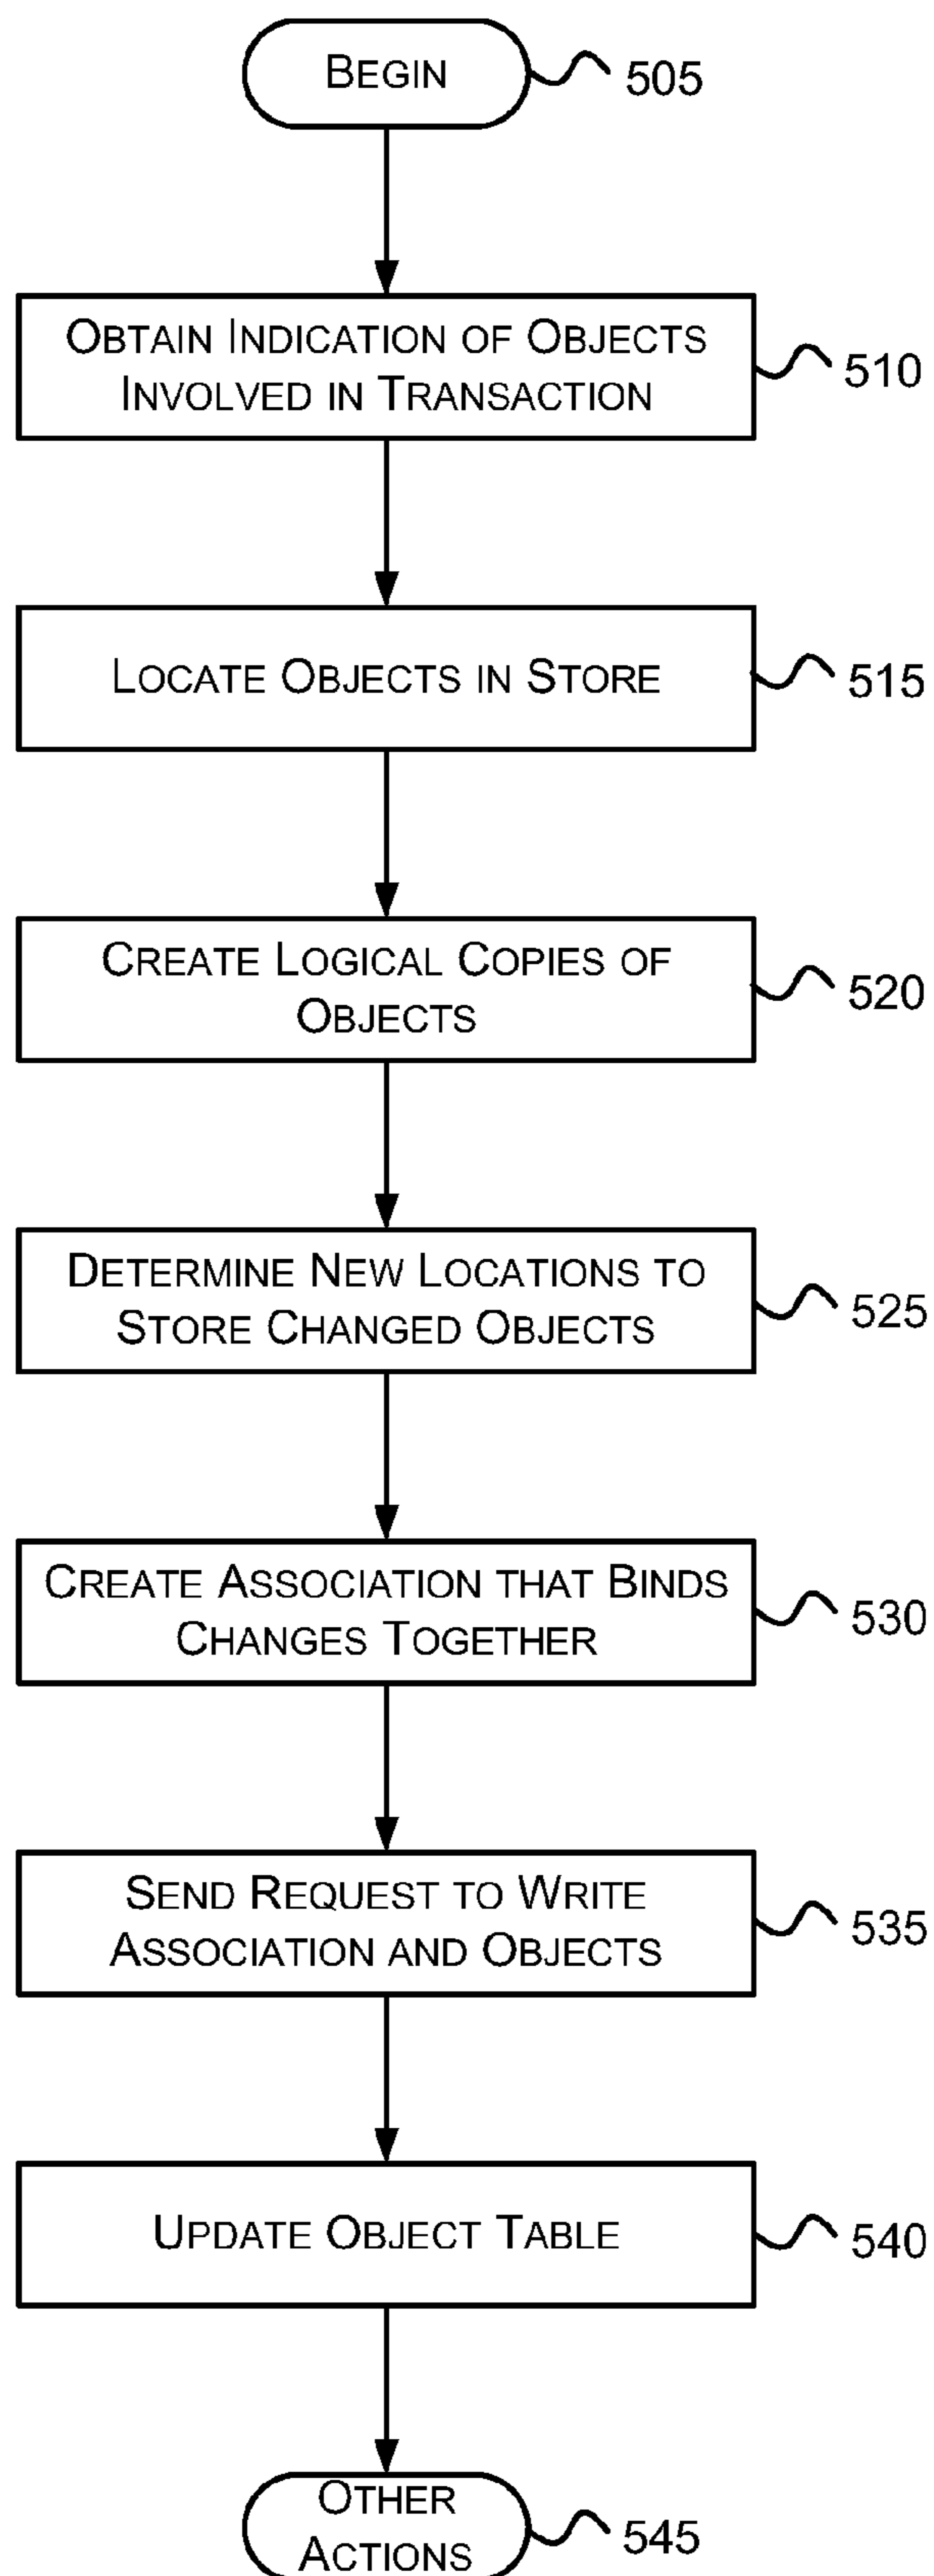 BEGIN
505
OBTAIN INDICATION OF OBJECTS
INVOLVED IN TRANSACTION
510
LOCATE OBJECTS IN STORE
515
CREATE LOGICAL COPIES OF
OBJECTS
520
DETERMINE NEW LOCATIONS TO
STORE CHANGED OBJECTS
525
CREATE ASSOCIATION THAT BINDS
CHANGES TOGETHER
530
SEND REQUEST TO WRITE
ASSOCIATION AND OBJECTS
535
UPDATE OBJECT TABLE
540
OTHER
ACTIONS
545